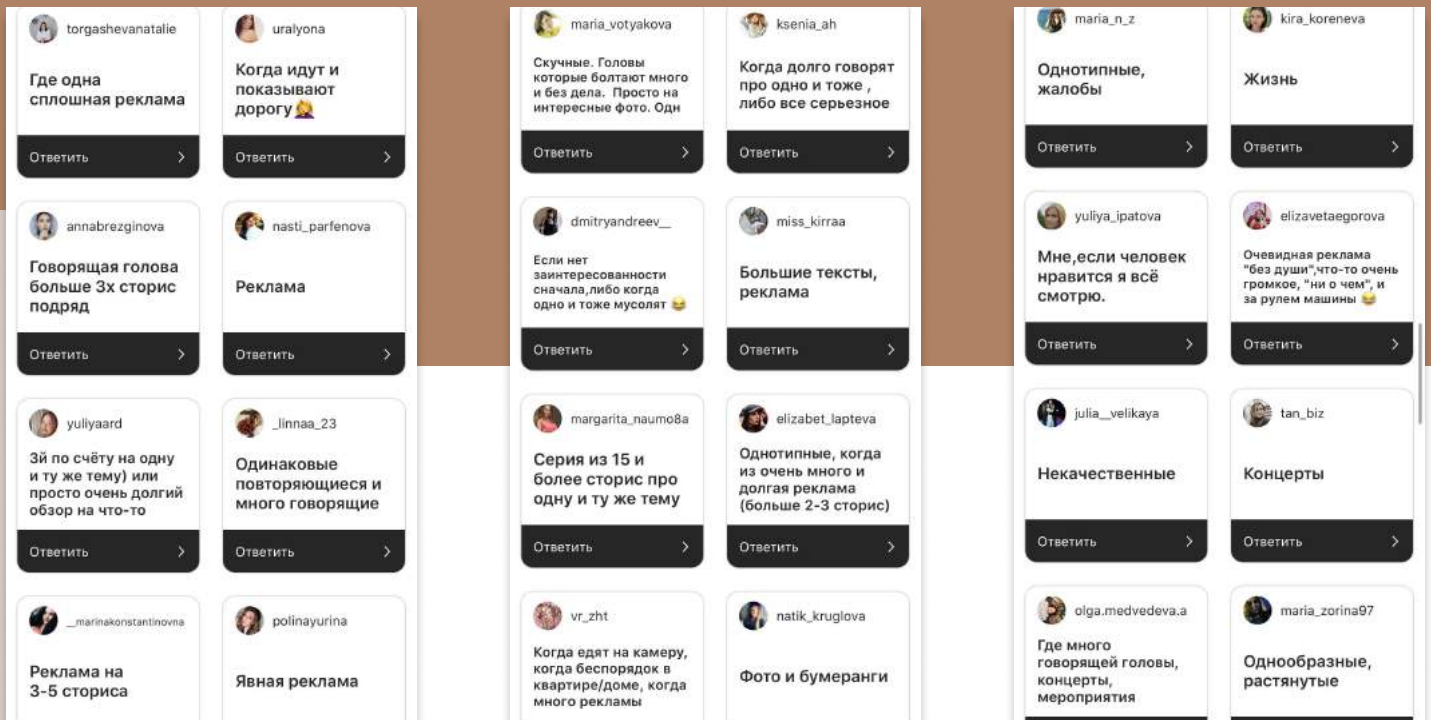 torgashevanatalie
Где одна
сплошная реклама
Ответить
uralyona
Когда идут и
показывают
дорогу🤦
Ответить
annabrezginova
Говорящая голова
больше 3х сторис
подряд
Ответить
nasti_parfenova
Реклама
Ответить
yuliyaard
3й по счёту на одну
и ту же тему) или
просто очень долгий
обзор на что-то
Ответить
_linnaa_23
Одинаковые
повторяющиеся и
много говорящие
Ответить
__marinakonstantinovna
Реклама на
3-5 сториса
polinayurina
Явная реклама
maria_votyakova
Скучные. Головы
которые болтают много
и без дела. Просто на
интересные фото. Одн
Ответить
ksenia_ah
Когда долго говорят
про одно и тоже ,
либо все серьезное
Ответить
dmitryandreev__
Если нет
заинтересованности
сначала,либо когда
одно и тоже мусолят 😂
Ответить
miss_kirraa
Большие тексты,
реклама
Ответить
margarita_naumo8a
Серия из 15 и
более сторис про
одну и ту же тему
Ответить
elizabet_lapteva
Однотипные, когда
из очень много и
долгая реклама
(больше 2-3 сторис)
Ответить
vr_zht
Когда едят на камеру,
когда беспорядок в
квартире/доме, когда
много рекламы
natik_kruglova
Фото и бумеранги
maria_n_z
Однотипные,
жалобы
Ответить
kira_koreneva
Жизнь
Ответить
yuliya_ipatova
Мне,если человек
нравится я всё
смотрю.
Ответить
elizavetaegorova
Очевидная реклама
"без души",что-то очень
громкое, "ни о чем", и
за рулем машины 😂
Ответить
julia__velikaya
Некачественные
Ответить
tan_biz
Концерты
Ответить
olga.medvedeva.a
Где много
говорящей головы,
концерты,
мероприятия
maria_zorina97
Однообразные,
растянутые